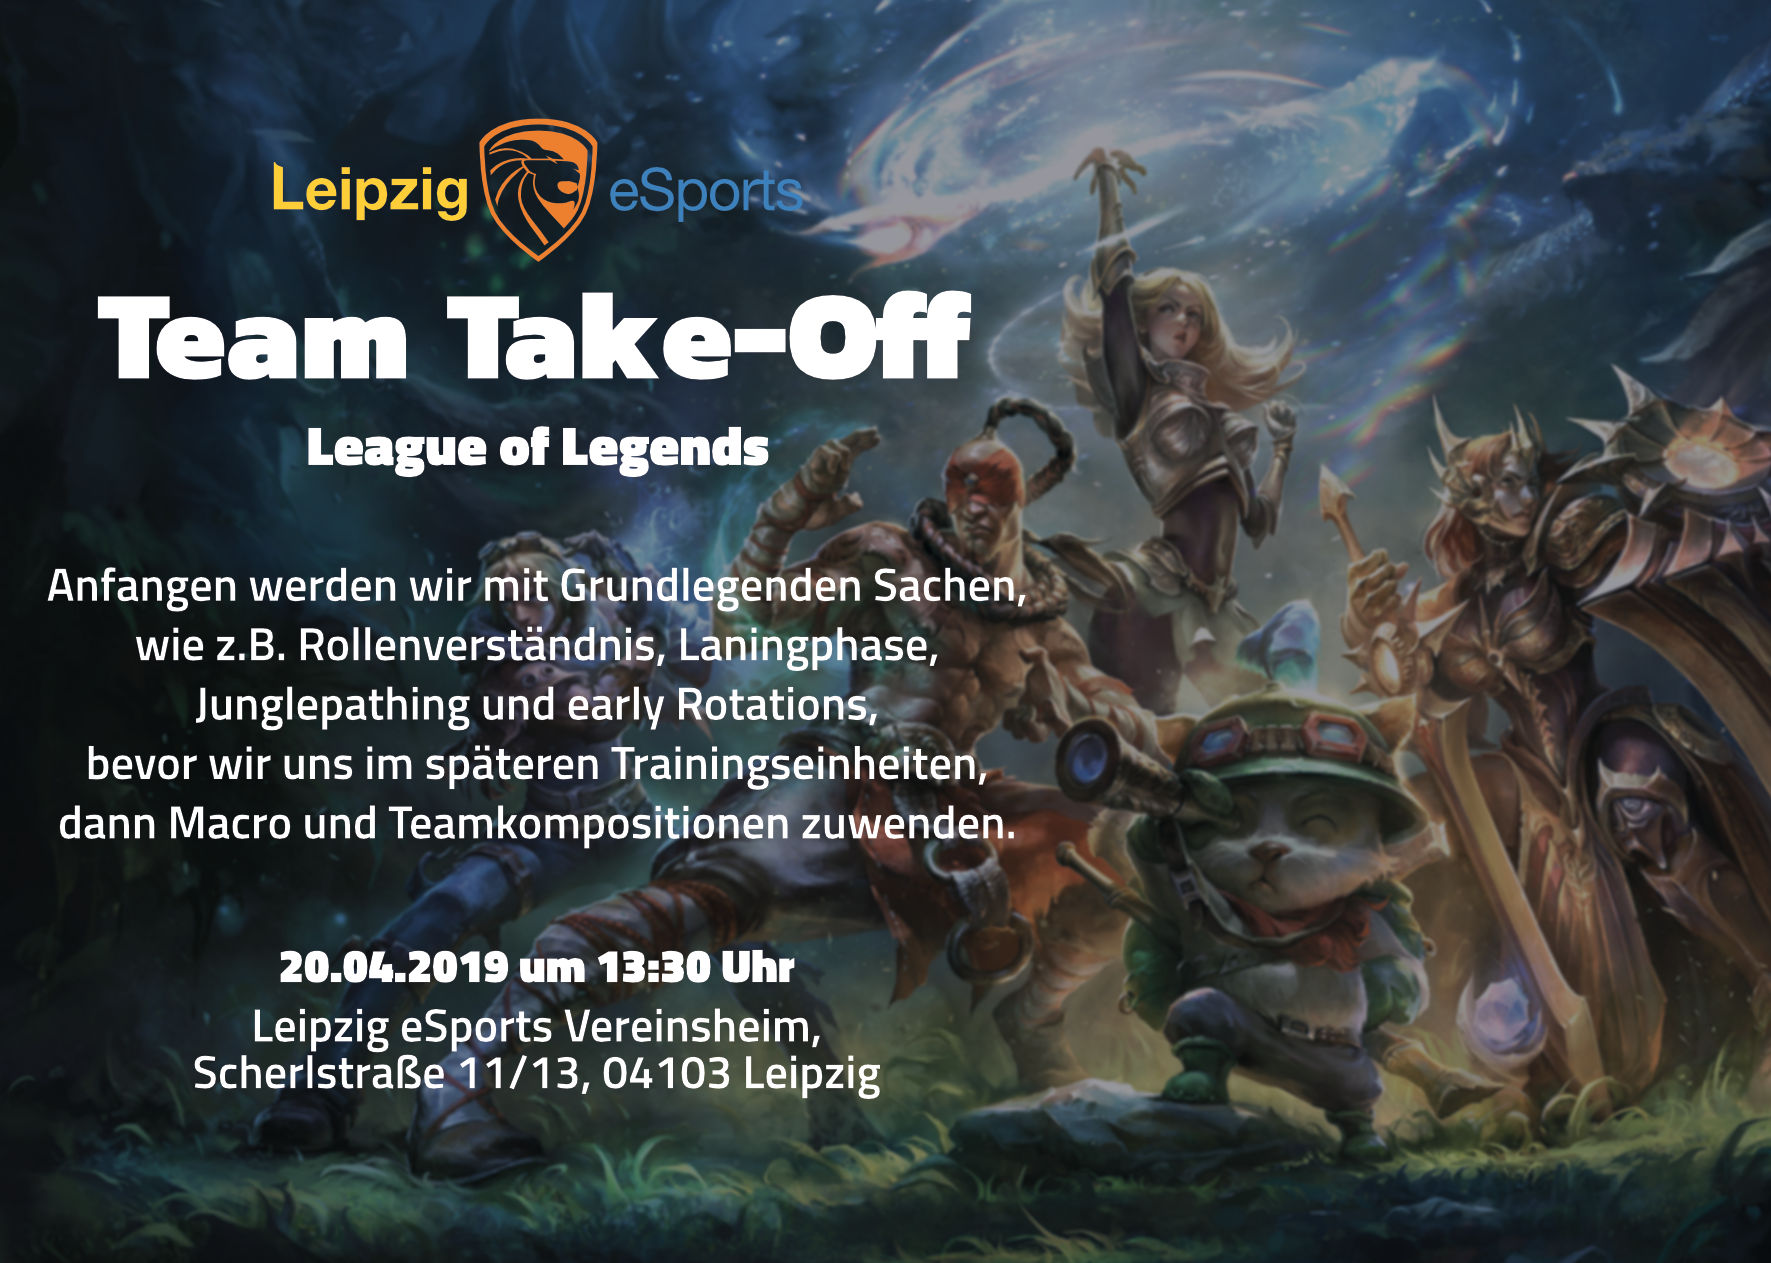 Leipzig eSports
Team Take-Off
League of Legends
Anfangen werden wir mit Grundlegenden Sachen,
wie z.B. Rollenverständnis, Laningphase,
Junglepathing und early Rotations,
bevor wir uns im späteren Trainingseinheiten,
dann Macro und Teamkompositionen zuwenden.
20.04.2019 um 13:30 Uhr
Leipzig eSports Vereinsheim,
Scherlstraße 11/13, 04103 Leipzig